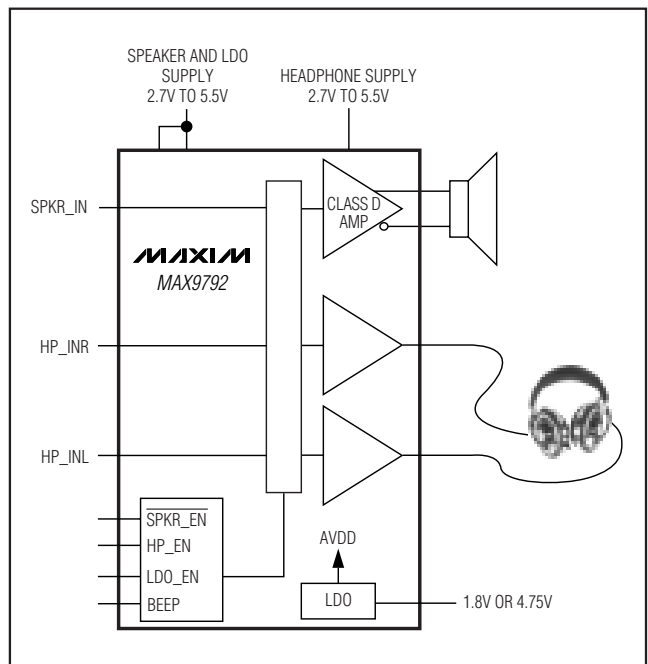 SPEAKER AND LDO
SUPPLY
2.7V TO 5.5V
HEADPHONE SUPPLY
2.7V TO 5.5V
SPKR_IN
CLASS D
AMP
MAXIM
MAX9792
HP_INR
HP_INL
SPKR_EN
HP_EN
LDO_EN
BEEP
AVDD
LDO
1.8V OR 4.75V